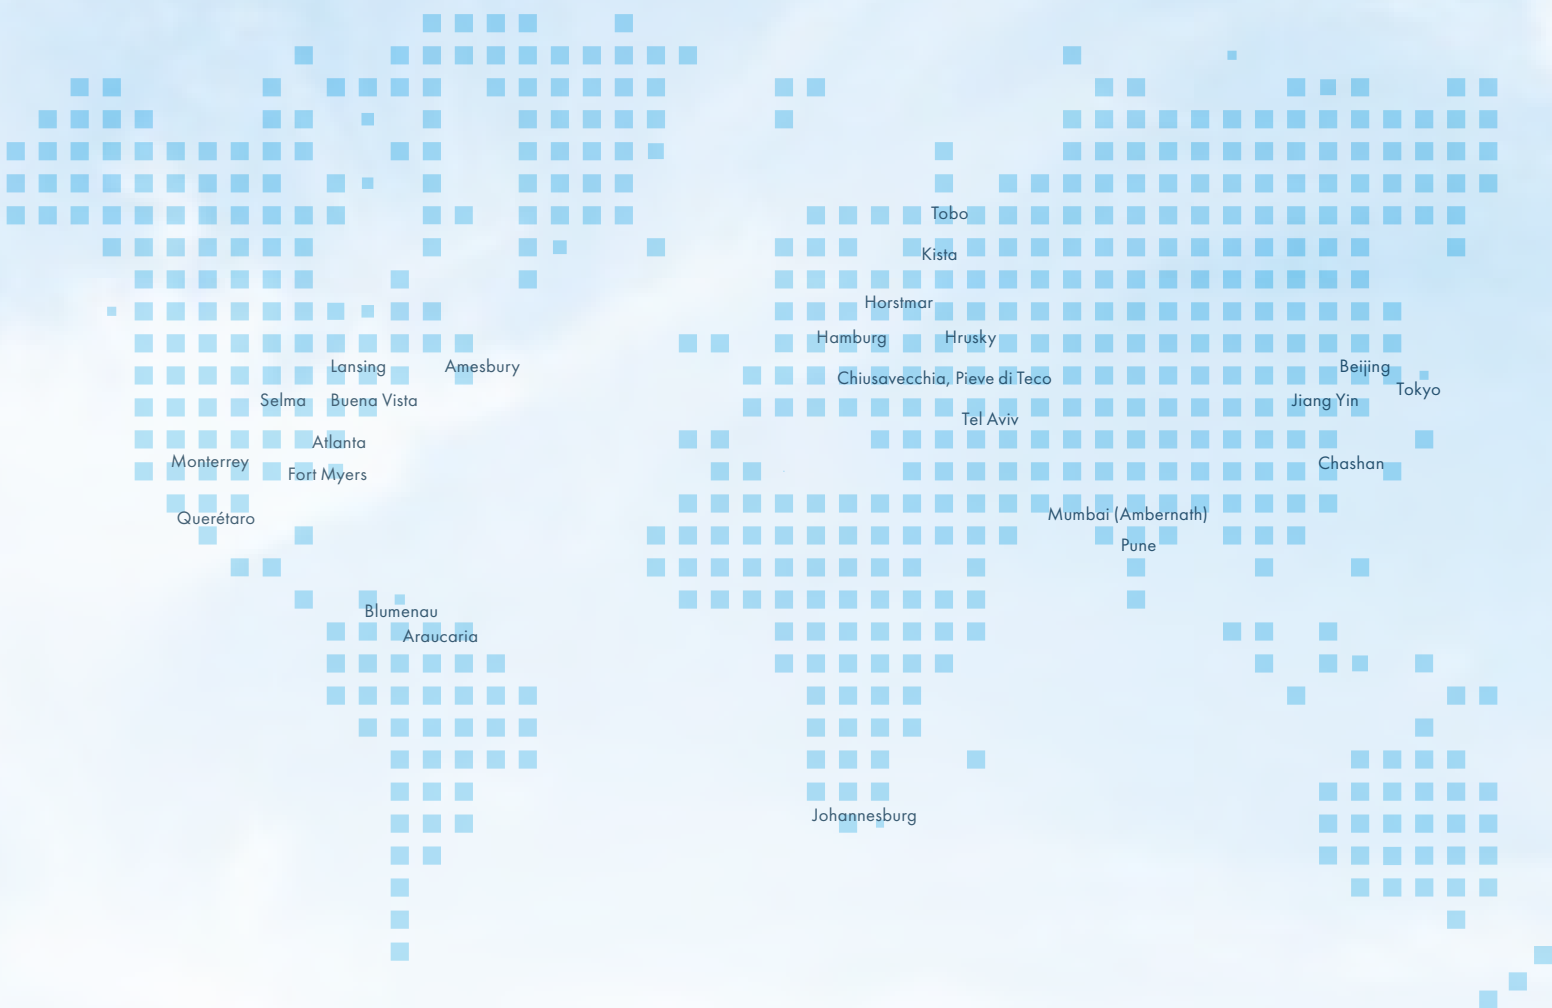 Tobo
Kista
Horstmar
Hamburg
Hrusky
Lansing
Amesbury
Beijing
Chiusavecchia, Pieve di Teco
Tokyo
Selma
Buena Vista
Jiang Yin
Tel Aviv
Atlanta
Monterrey
Chashan
Fort Myers
Querétaro
Mumbai (Ambernath)
Pune
Blumenau
Araucaria
Johannesburg